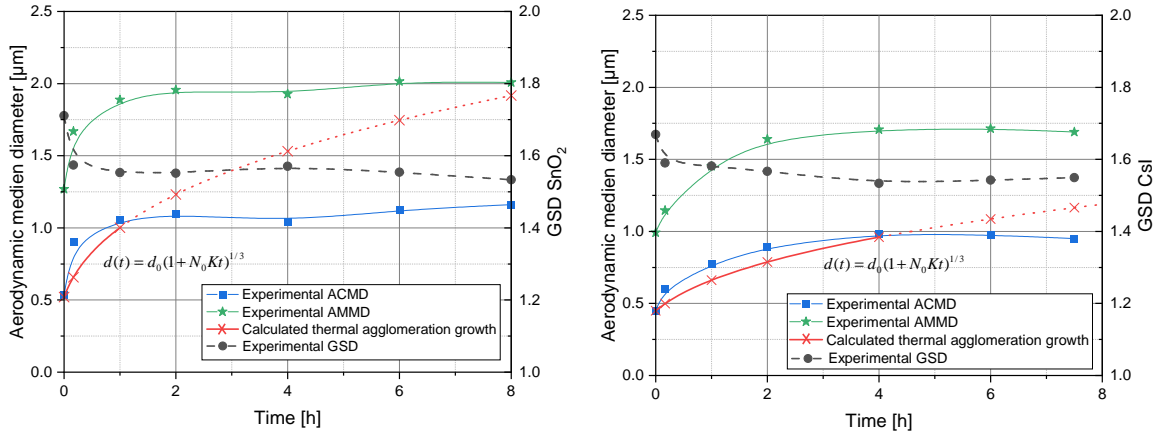 2.5
2.0
1.5
1.0
0.5
0.0
Aerodynamic medien diameter [μm]
2.0
1.8
1.6
1.4
1.2
1.0
GSD SnO2
d(t) = d0(1+ N0Kt)^1/3
Experimental ACMD
Experimental AMMD
Calculated thermal agglomeration growth
Experimental GSD
0 2 4 6 8
Time [h]
2.5
2.0
1.5
1.0
0.5
0.0
Aerodynamic medien diameter [μm]
2.0
1.8
1.6
1.4
1.2
1.0
GSD CsI
d(t) = d0(1+ N0Kt)^1/3
Experimental ACMD
Experimental AMMD
Calculated thermal agglomeration growth
Experimental GSD
0 2 4 6 8
Time [h]